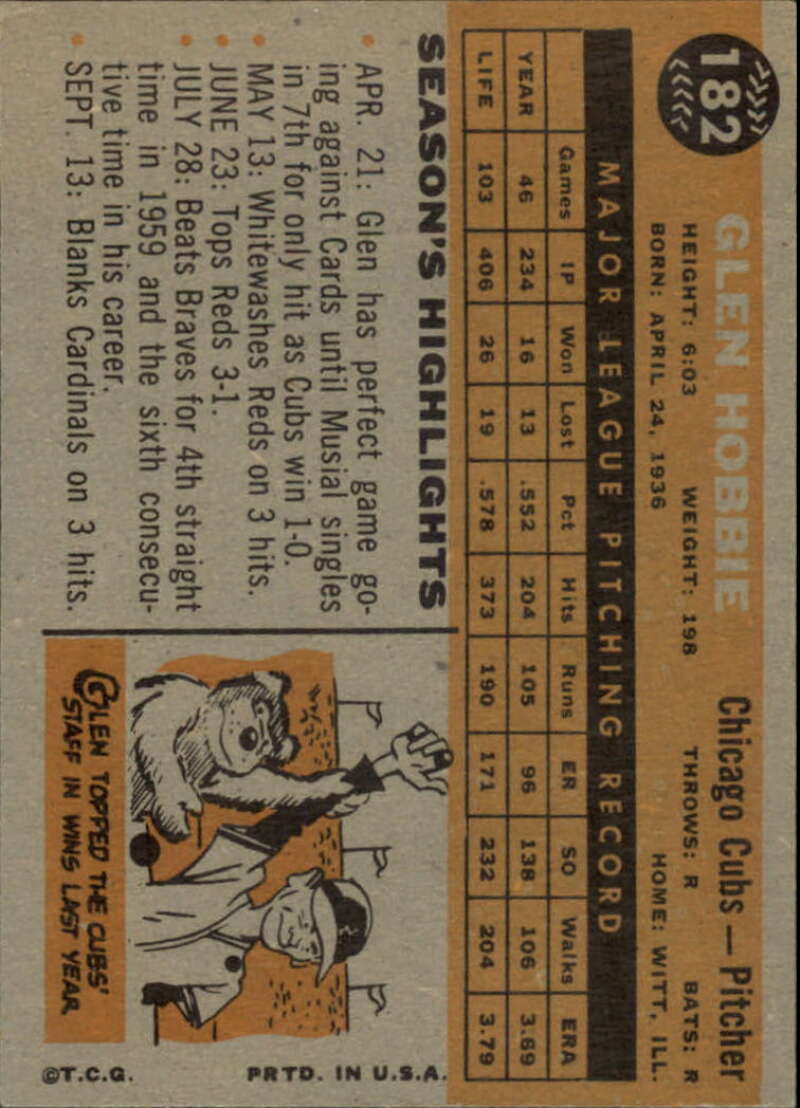 182
GLEN HOBBIE Chicago Cubs — Pitcher
HEIGHT: 6:03 WEIGHT: 198 THROWS: R BATS: R
BORN: APRIL 24, 1936 HOME: WITT, ILL.
MAJOR LEAGUE PITCHING RECORD
Games IP Won Lost Pct Hits Runs ER SO Walks ERA
YEAR 46 234 16 13 .552 204 105 96 138 106 3.69
LIFE 103 406 26 19 .578 373 190 171 232 204 3.79
SEASON'S HIGHLIGHTS
• APR. 21: Glen has perfect game go-
ing against Cards until Musial singles
in 7th for only hit as Cubs win 1-0.
• MAY 13: Whitewashes Reds on 3 hits.
• JUNE 23: Tops Reds 3-1.
• JULY 28: Beats Braves for 4th straight
time in 1959 and the sixth consecu-
tive time in his career.
• SEPT. 13: Blanks Cardinals on 3 hits.
GLEN TOPPED THE CUBS'
STAFF IN WINS LAST YEAR
©T.C.G. PRTD. IN U.S.A.